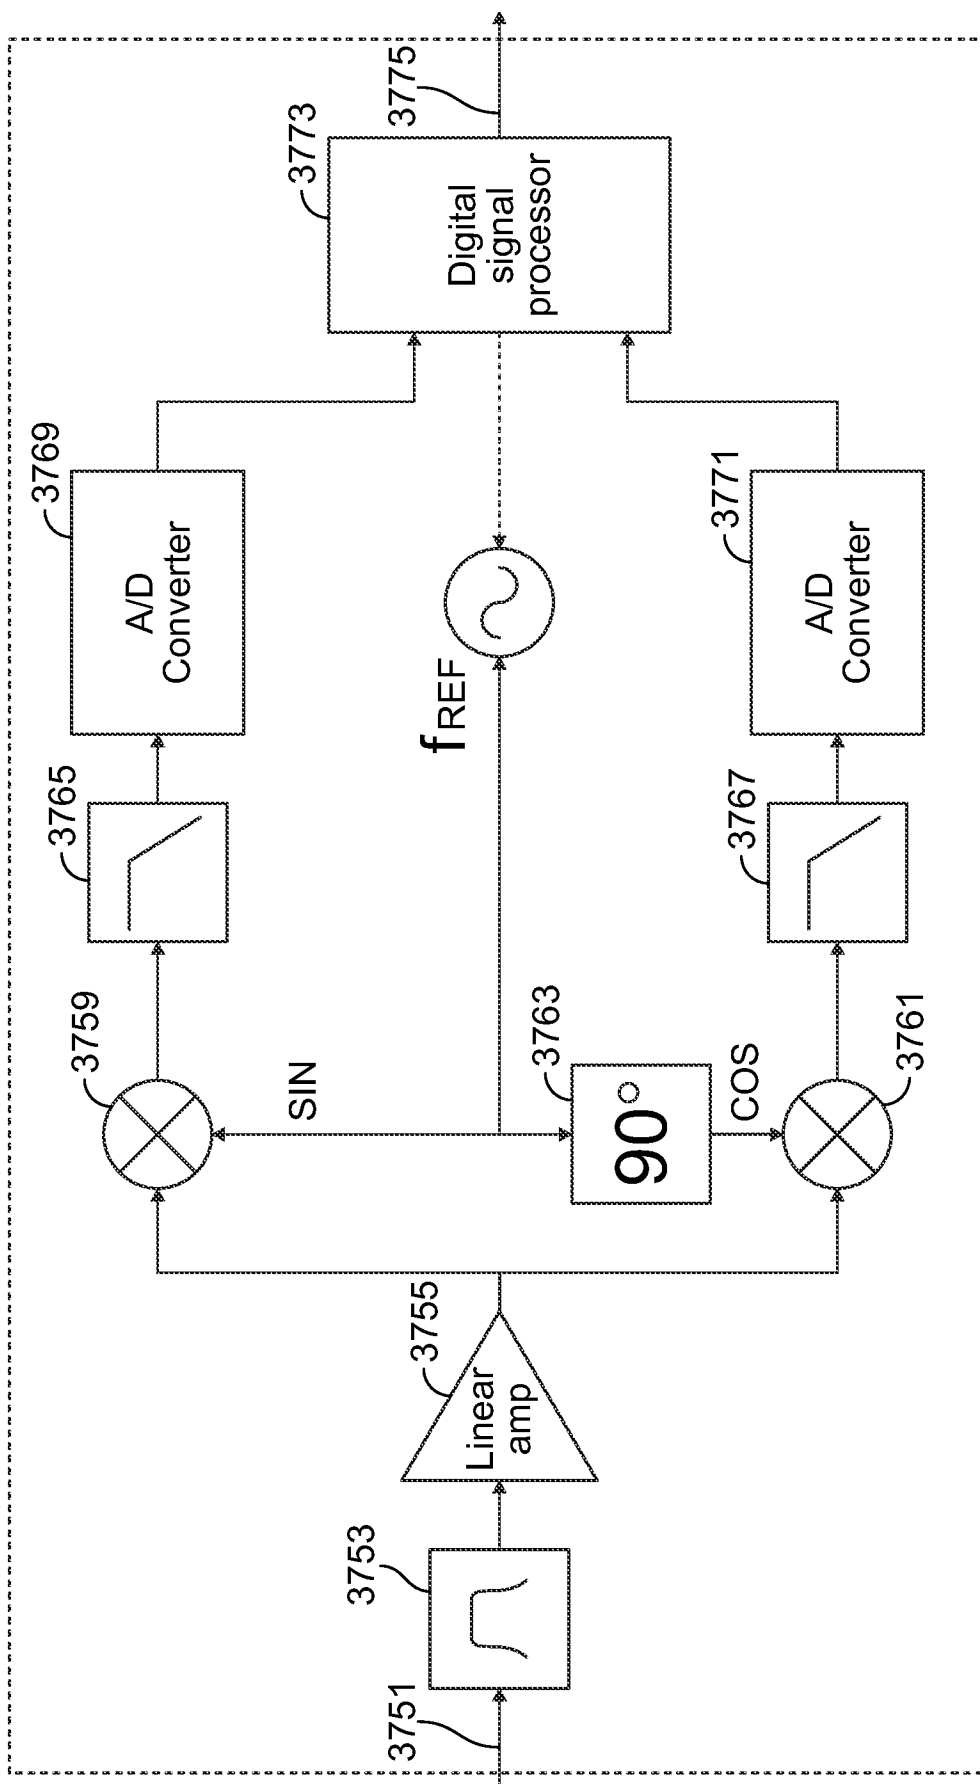 3751
3753
Linear
amp
3755
3759
SIN
3763
90°
COS
3761
3765
3767
fREF
3769
A/D
Converter
3771
A/D
Converter
3773
Digital
signal
processor
3775